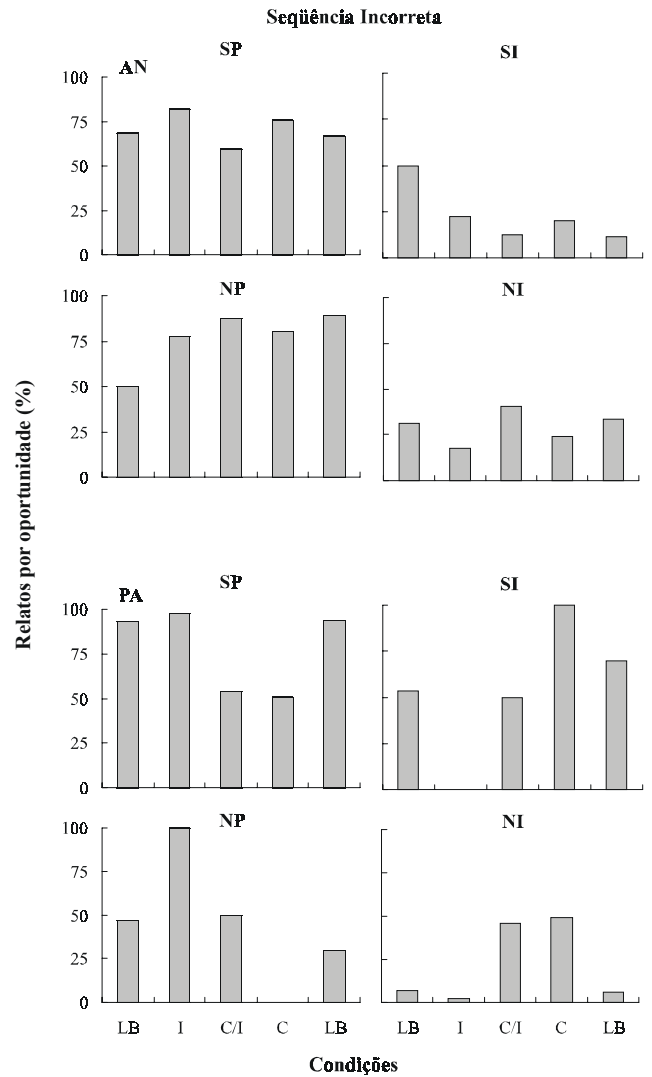 Seqüência Incorreta
SP SI
AN
100
75
50
25
0
NP NI
100
75
50
25
0
Relatos por oportunidade (%)
SP SI
PA
100
75
50
25
0
NP NI
100
75
50
25
0
LB I C/I C LB LB I C/I C LB
Condições